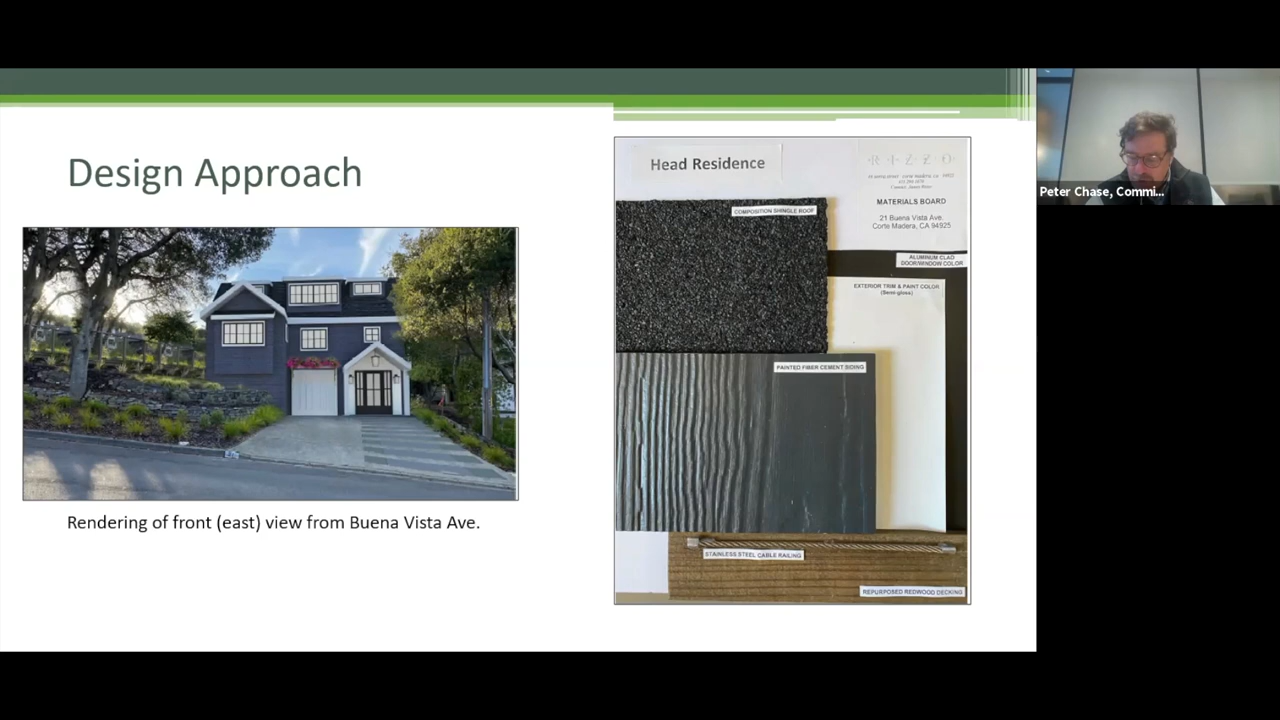 Design Approach
Rendering of front (east) view from Buena Vista Ave.
Head Residence
RIZZO
MATERIALS BOARD
21 Buena Vista Ave.
Corte Madera, CA 94925
COMPOSITION SHINGLE ROOF
ALUMINUM CLAD
DOOR/WINDOW COLOR
EXTERIOR TRIM & PAINT COLOR
(Semi-gloss)
PAINTED FIBER CEMENT SIDING
STAINLESS STEEL CABLE RAILING
REPURPOSED REDWOOD DECKING
Peter Chase, Commi...